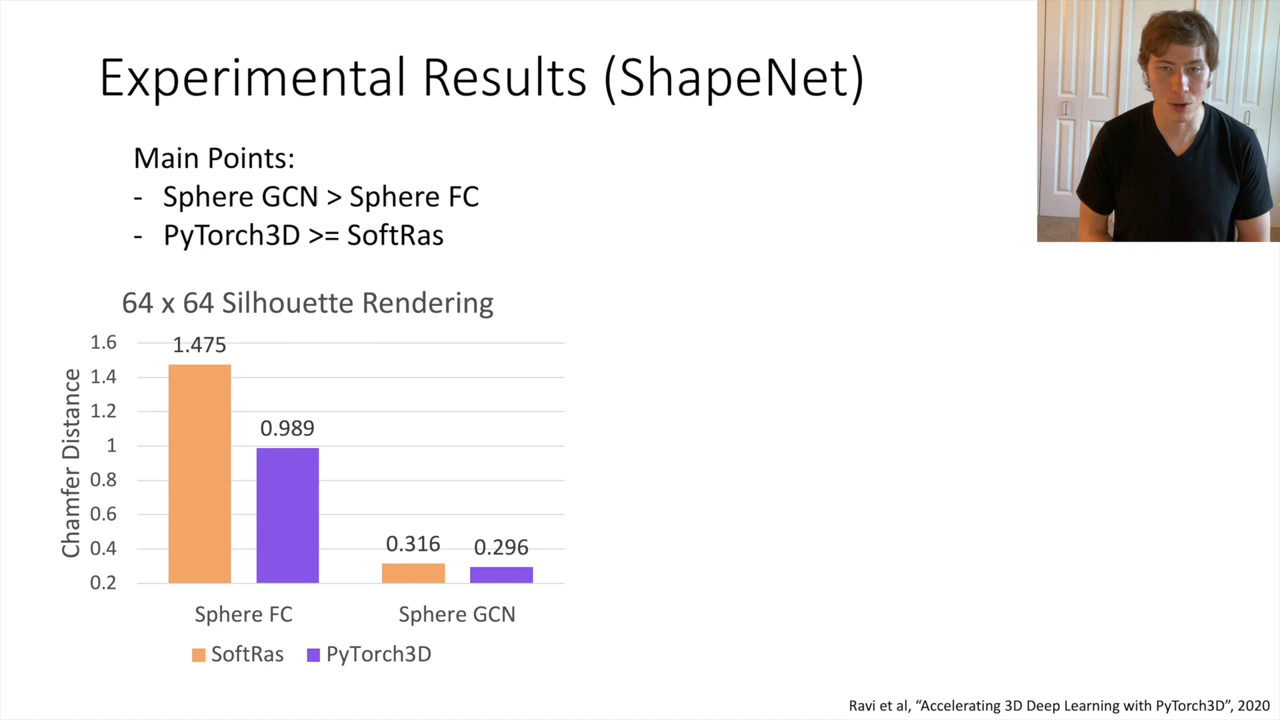 Experimental Results (ShapeNet)
Main Points:
- Sphere GCN > Sphere FC
- PyTorch3D >= SoftRas
64 x 64 Silhouette Rendering
Chamfer Distance
1.6
1.4
1.2
1
0.8
0.6
0.4
0.2
1.475
0.989
0.316
0.296
Sphere FC
Sphere GCN
SoftRas
PyTorch3D
Ravi et al, “Accelerating 3D Deep Learning with PyTorch3D”, 2020